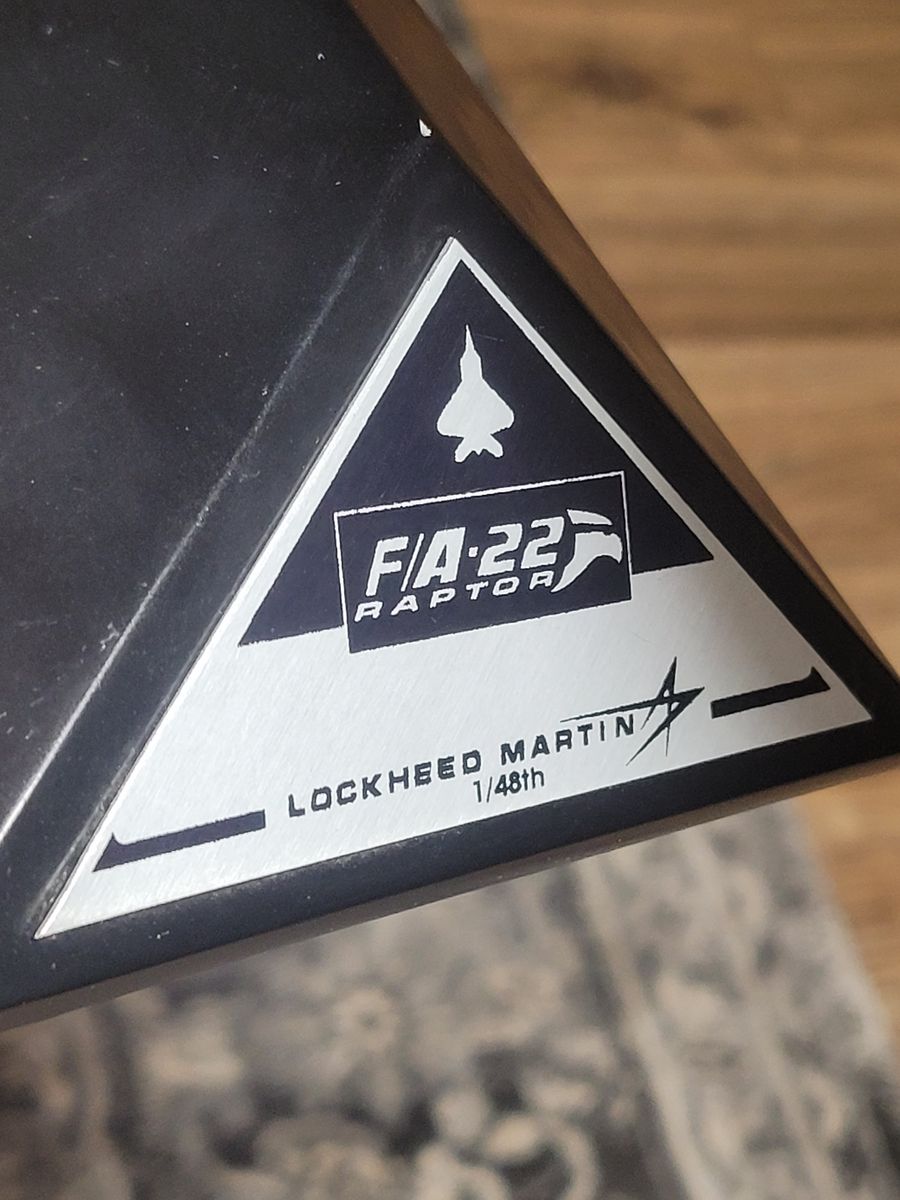 F/A·22
RAPTOR
LOCKHEED MARTIN
1/48th